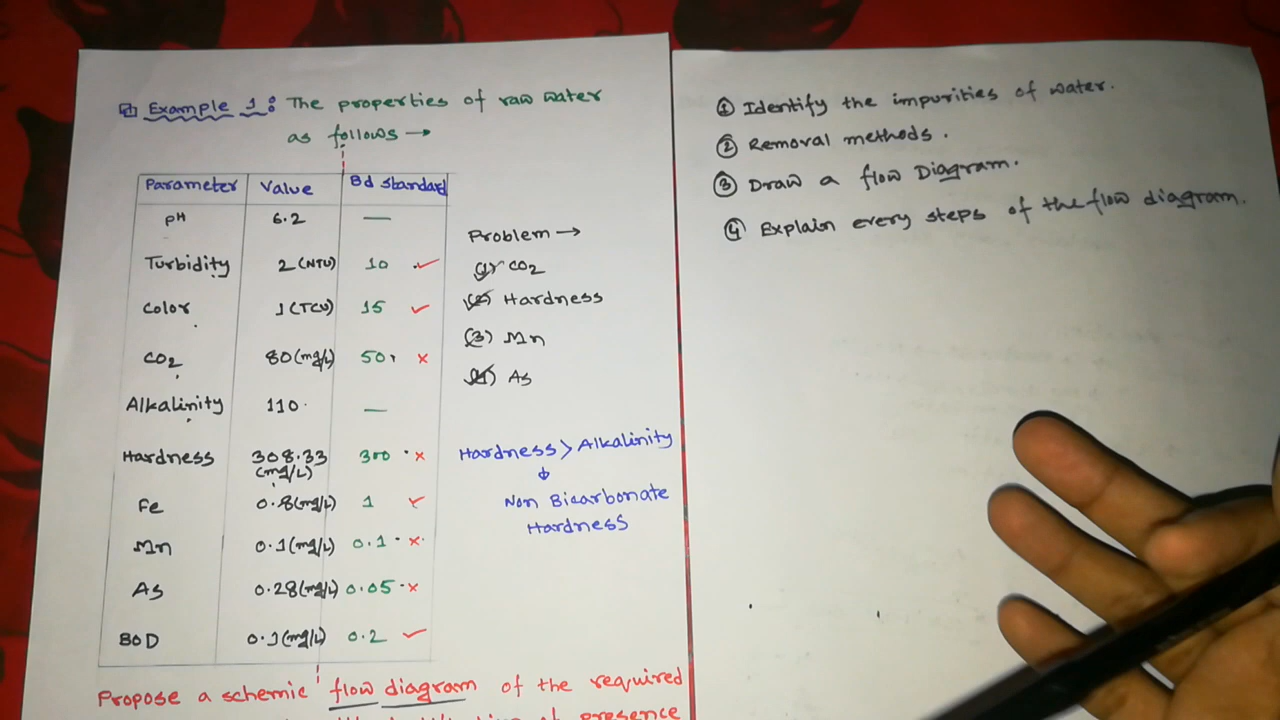 Example 1: The properties of raw water
as follows →
Parameter Value Bd standard
pH 6.2 —
Turbidity 2 (NTU) 10 ✓
Color 1 (TCU) 15 ✓
CO2 80 (mg/L) 50 ×
Alkalinity 110 —
Hardness 308.33 300 ×
(mg/L)
Fe 0.8 (mg/L) 1 ✓
Mn 0.1 (mg/L) 0.1 ×
As 0.28 (mg/L) 0.05 ×
BOD 0.1 (mg/L) 0.2 ✓
Problem →
(1) CO2
(2) Hardness
(3) Mn
(4) As
Hardness > Alkalinity
↓
Non Bicarbonate
Hardness
Propose a schemic flow diagram of the required
presence
① Identify the impurities of water.
② Removal methods.
③ Draw a flow Diagram.
④ Explain every steps of the flow diagram.